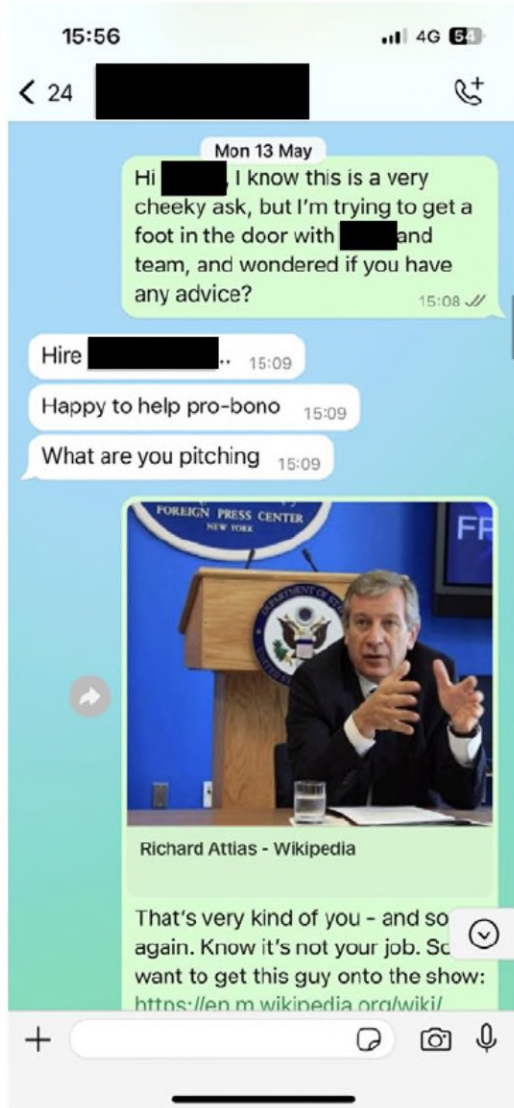 15:56
4G 54
24
Mon 13 May
Hi , I know this is a very
cheeky ask, but I'm trying to get a
foot in the door with and
team, and wondered if you have
any advice?
15:08
Hire .. 15:09
Happy to help pro-bono 15:09
What are you pitching 15:09
FOREIGN PRESS CENTER
NEW YORK
FP
DEPARTMENT OF
Richard Attias - Wikipedia
That's very kind of you – and so
again. Know it's not your job. So
want to get this guy onto the show:
https://en.m.wikipedia.org/wiki/